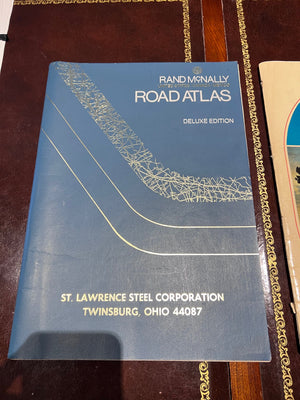 RAND McNALLY
ROAD ATLAS
DELUXE EDITION
ST. LAWRENCE STEEL CORPORATION
TWINSBURG, OHIO 44087